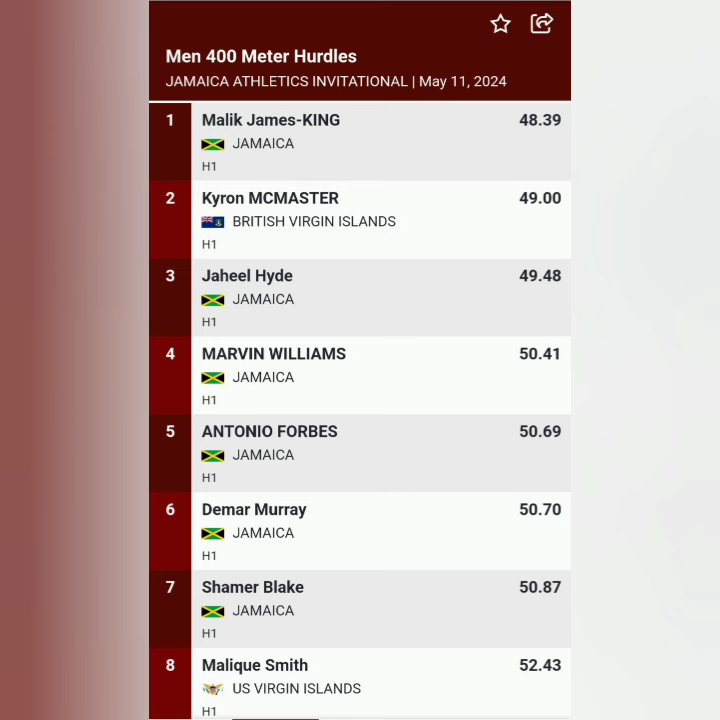 Men 400 Meter Hurdles
JAMAICA ATHLETICS INVITATIONAL | May 11, 2024
1 Malik James-KING 48.39
JAMAICA
H1
2 Kyron MCMASTER 49.00
BRITISH VIRGIN ISLANDS
H1
3 Jaheel Hyde 49.48
JAMAICA
H1
4 MARVIN WILLIAMS 50.41
JAMAICA
H1
5 ANTONIO FORBES 50.69
JAMAICA
H1
6 Demar Murray 50.70
JAMAICA
H1
7 Shamer Blake 50.87
JAMAICA
H1
8 Malique Smith 52.43
US VIRGIN ISLANDS
H1